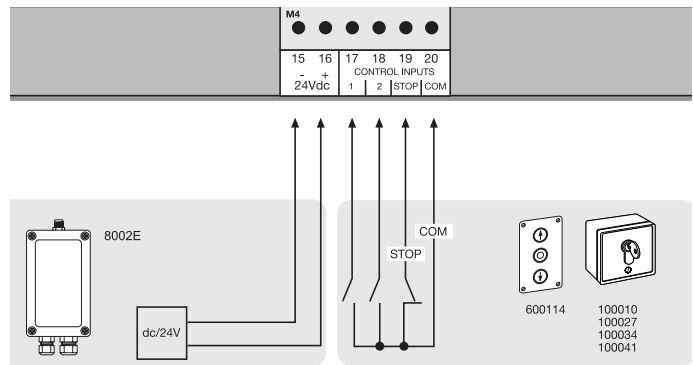 M4
15 16 17 18 19 20
- + CONTROL INPUTS
24Vdc 1 2 STOP COM
8002E
COM
STOP
dc/24V
600114
100010
100027
100034
100041